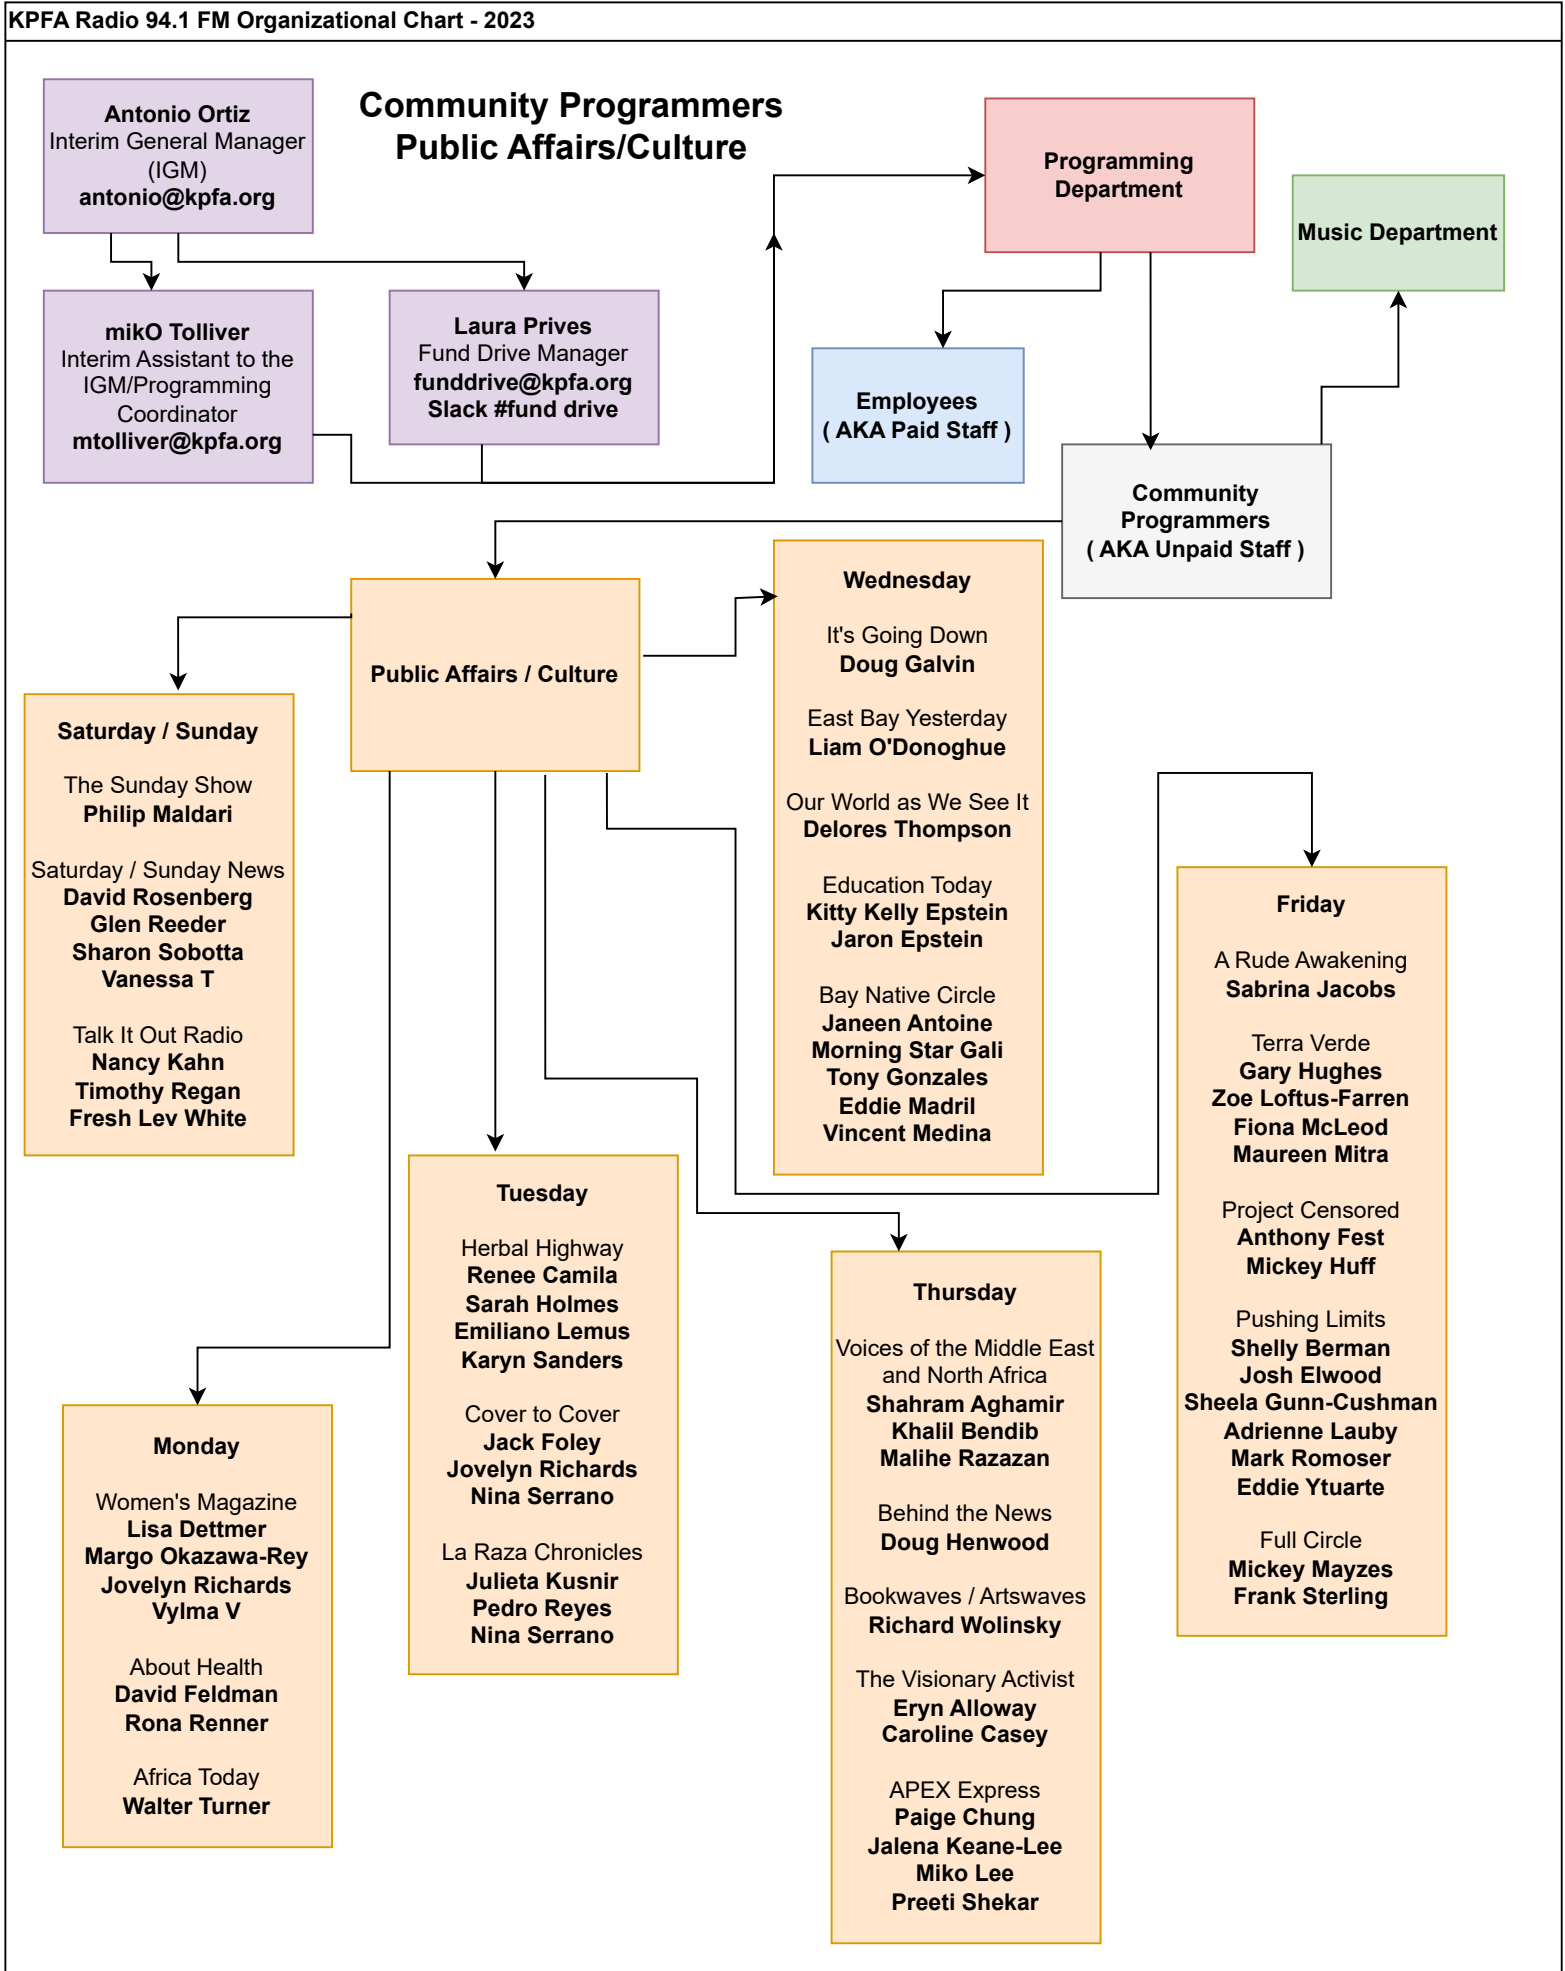 KPFA Radio 94.1 FM Organizational Chart - 2023
Community Programmers
Public Affairs/Culture
Antonio Ortiz
Interim General Manager
(IGM)
antonio@kpfa.org
Programming
Department
Music Department
mikO Tolliver
Interim Assistant to the
IGM/Programming
Coordinator
mtolliver@kpfa.org
Laura Prives
Fund Drive Manager
funddrive@kpfa.org
Slack #fund drive
Employees
( AKA Paid Staff )
Community
Programmers
( AKA Unpaid Staff )
Public Affairs / Culture
Saturday / Sunday
The Sunday Show
Philip Maldari
Saturday / Sunday News
David Rosenberg
Glen Reeder
Sharon Sobotta
Vanessa T
Talk It Out Radio
Nancy Kahn
Timothy Regan
Fresh Lev White
Monday
Women's Magazine
Lisa Dettmer
Margo Okazawa-Rey
Jovelyn Richards
Vylma V
About Health
David Feldman
Rona Renner
Africa Today
Walter Turner
Tuesday
Herbal Highway
Renee Camila
Sarah Holmes
Emiliano Lemus
Karyn Sanders
Cover to Cover
Jack Foley
Jovelyn Richards
Nina Serrano
La Raza Chronicles
Julieta Kusnir
Pedro Reyes
Nina Serrano
Wednesday
It's Going Down
Doug Galvin
East Bay Yesterday
Liam O'Donoghue
Our World as We See It
Delores Thompson
Education Today
Kitty Kelly Epstein
Jaron Epstein
Bay Native Circle
Janeen Antoine
Morning Star Gali
Tony Gonzales
Eddie Madril
Vincent Medina
Thursday
Voices of the Middle East
and North Africa
Shahram Aghamir
Khalil Bendib
Malihe Razazan
Behind the News
Doug Henwood
Bookwaves / Artswaves
Richard Wolinsky
The Visionary Activist
Eryn Alloway
Caroline Casey
APEX Express
Paige Chung
Jalena Keane-Lee
Miko Lee
Preeti Shekar
Friday
A Rude Awakening
Sabrina Jacobs
Terra Verde
Gary Hughes
Zoe Loftus-Farren
Fiona McLeod
Maureen Mitra
Project Censored
Anthony Fest
Mickey Huff
Pushing Limits
Shelly Berman
Josh Elwood
Sheela Gunn-Cushman
Adrienne Lauby
Mark Romoser
Eddie Ytuarte
Full Circle
Mickey Mayzes
Frank Sterling